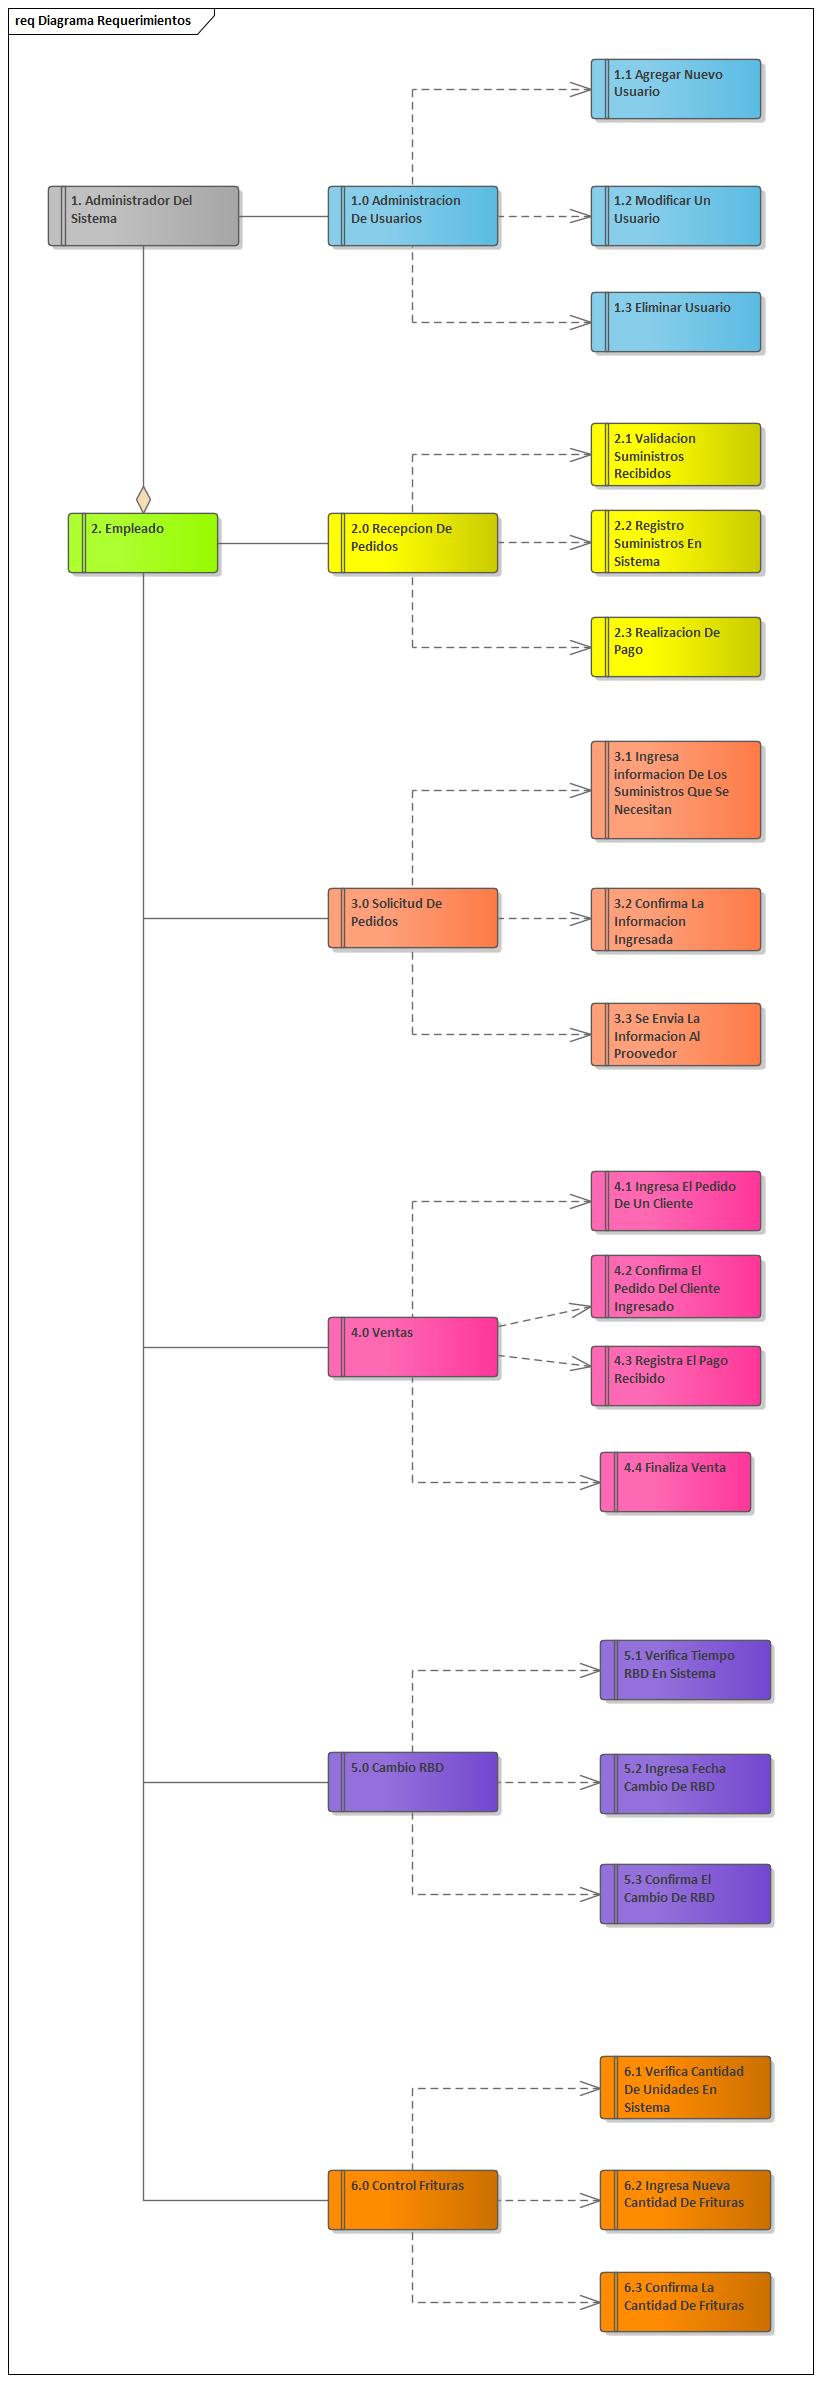 req Diagrama Requerimientos
1.1 Agregar Nuevo
Usuario
1. Administrador Del
Sistema
1.0 Administracion
De Usuarios
1.2 Modificar Un
Usuario
1.3 Eliminar Usuario
2.1 Validacion
Suministros
Recibidos
2. Empleado
2.0 Recepcion De
Pedidos
2.2 Registro
Suministros En
Sistema
2.3 Realizacion De
Pago
3.1 Ingresa
informacion De Los
Suministros Que Se
Necesitan
3.0 Solicitud De
Pedidos
3.2 Confirma La
Informacion
Ingresada
3.3 Se Envia La
Informacion Al
Proovedor
4.1 Ingresa El Pedido
De Un Cliente
4.2 Confirma El
Pedido Del Cliente
Ingresado
4.0 Ventas
4.3 Registra El Pago
Recibido
4.4 Finaliza Venta
5.1 Verifica Tiempo
RBD En Sistema
5.0 Cambio RBD
5.2 Ingresa Fecha
Cambio De RBD
5.3 Confirma El
Cambio De RBD
6.1 Verifica Cantidad
De Unidades En
Sistema
6.0 Control Frituras
6.2 Ingresa Nueva
Cantidad De Frituras
6.3 Confirma La
Cantidad De Frituras